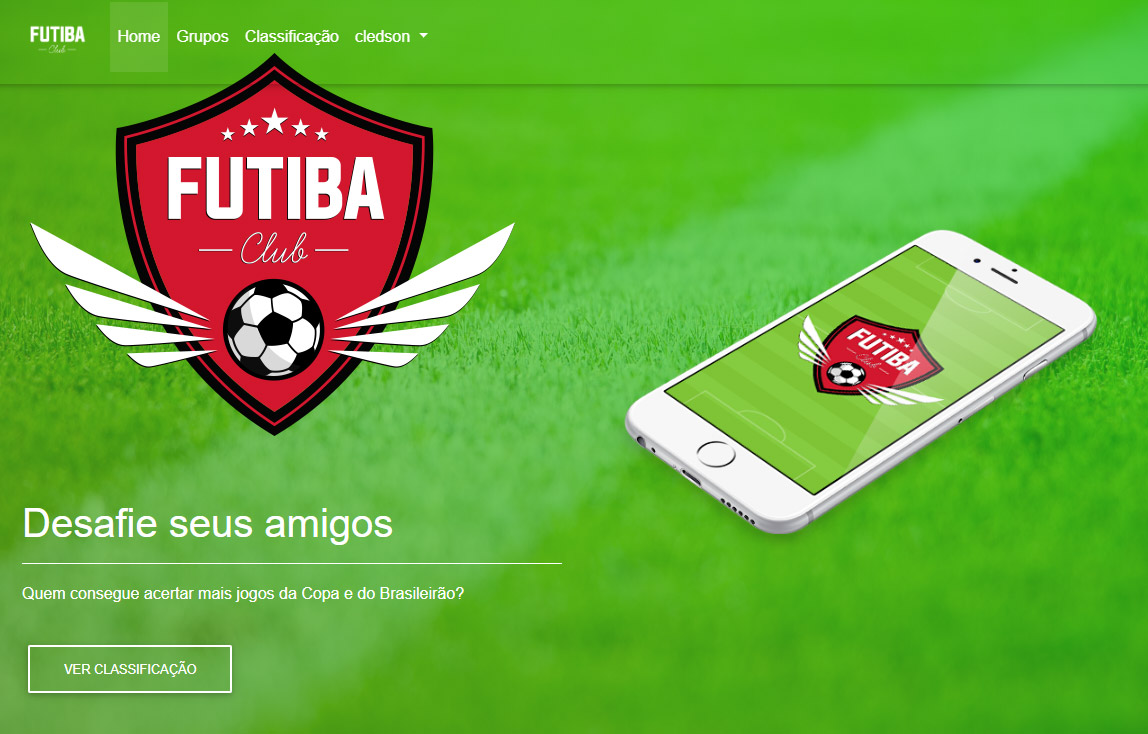 FUTIBA
Club
Home Grupos Classificação cledson
FUTIBA
Club
FUTIBA
Club
Desafie seus amigos
Quem consegue acertar mais jogos da Copa e do Brasileirão?
VER CLASSIFICAÇÃO